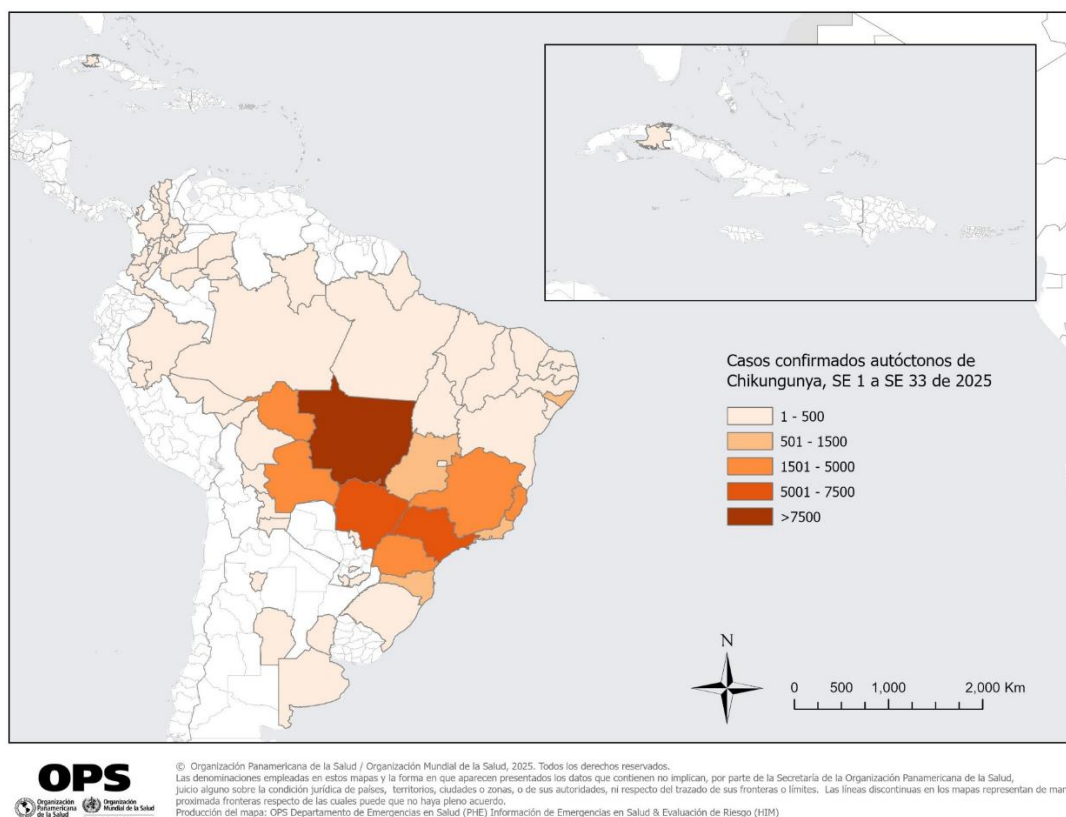 Casos confirmados autóctonos de
Chikungunya, SE 1 a SE 33 de 2025
1 - 500
501 - 1500
1501 - 5000
5001 - 7500
>7500
N
0 500 1,000 2,000 Km
OPS
Organización
Panamericana
de la Salud
Organización
Mundial de la Salud
© Organización Panamericana de la Salud / Organización Mundial de la Salud, 2025. Todos los derechos reservados.
Las denominaciones empleadas en estos mapas y la forma en que aparecen presentados los datos que contienen no implican, por parte de la Secretaría de la Organización Panamericana de la Salud,
juicio alguno sobre la condición jurídica de países, territorios, ciudades o zonas, o de sus autoridades, ni respecto del trazado de sus fronteras o límites. Las líneas discontinuas en los mapas representan de mar
proximada fronteras respecto de las cuales puede que no haya pleno acuerdo.
Producción del mapa: OPS Departamento de Emergencias en Salud (PHE) Información de Emergencias en Salud & Evaluación de Riesgo (HIM)